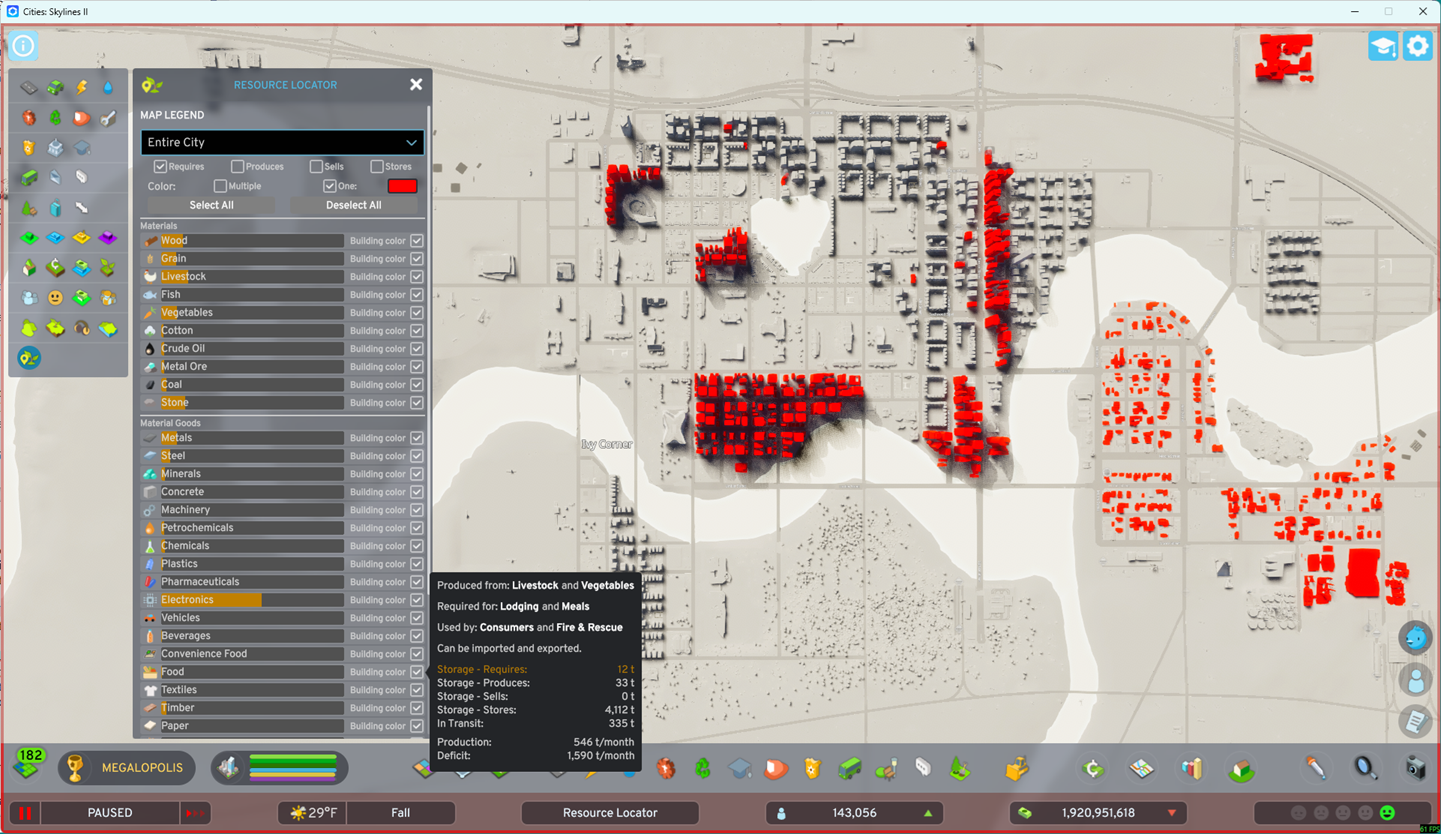 Cities: Skylines II
RESOURCE LOCATOR
MAP LEGEND
Entire City
Requires Produces Sells Stores
Color: Multiple One:
Select All Deselect All
Materials
Wood Building color
Grain Building color
Livestock Building color
Fish Building color
Vegetables Building color
Cotton Building color
Crude Oil Building color
Metal Ore Building color
Coal Building color
Stone Building color
Material Goods
Metals Building color
Steel Building color
Minerals Building color
Concrete Building color
Machinery Building color
Petrochemicals Building color
Chemicals Building color
Plastics Building color
Pharmaceuticals Building color
Electronics Building color
Vehicles Building color
Beverages Building color
Convenience Food Building color
Food Building color
Textiles Building color
Timber Building color
Paper Building color
Ivy Corner
Produced from: Livestock and Vegetables
Required for: Lodging and Meals
Used by: Consumers and Fire & Rescue
Can be imported and exported.
Storage - Requires: 12 t
Storage - Produces: 33 t
Storage - Sells: 0 t
Storage - Stores: 4,112 t
In Transit: 335 t
Production: 546 t/month
Deficit: 1,590 t/month
182
MEGALOPOLIS
PAUSED
29°F
Fall
Resource Locator
143,056
1,920,951,618
61 FPS